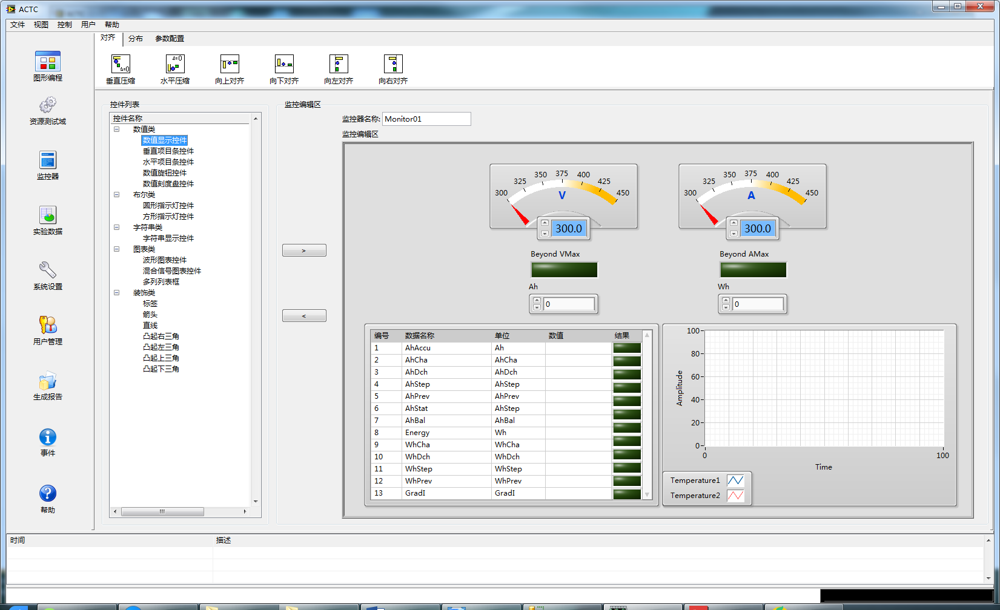 ACTC
文件 视图 控制 用户 帮助
对齐 分布 参数配置
垂直压缩 水平压缩 向上对齐 向下对齐 向左对齐 向右对齐
图形编程
资源测试域
监控器
实验数据
系统设置
用户管理
生成报告
事件
帮助
控件列表
控件名称
数值类
数值显示控件
垂直项目条控件
水平项目条控件
数值旋钮控件
数值刻度盘控件
布尔类
圆形指示灯控件
方形指示灯控件
字符串类
字符串显示控件
图表类
波形图表控件
混合信号图表控件
多列列表框
装饰类
标签
箭头
直线
凸起右三角
凸起左三角
凸起上三角
凸起下三角
>
<
监控编辑区
监控器名称: Monitor01
监控编辑区
300 325 350 375 400 425 450
V
300.0
300 325 350 375 400 425 450
A
300.0
Beyond VMax
Beyond AMax
Ah
0
Wh
0
编号 数据名称 单位 数值 结果
1 AhAccu Ah
2 AhCha AhCha
3 AhDch AhDch
4 AhStep AhStep
5 AhPrev AhPrev
6 AhStat AhStep
7 AhBal AhBal
8 Energy Wh
9 WhCha WhCha
10 WhDch WhDch
11 WhStep WhStep
12 WhPrev WhPrev
13 GradI GradI
100
80
60
40
20
0
Amplitude
0 100
Time
Temperature1
Temperature2
时间 描述